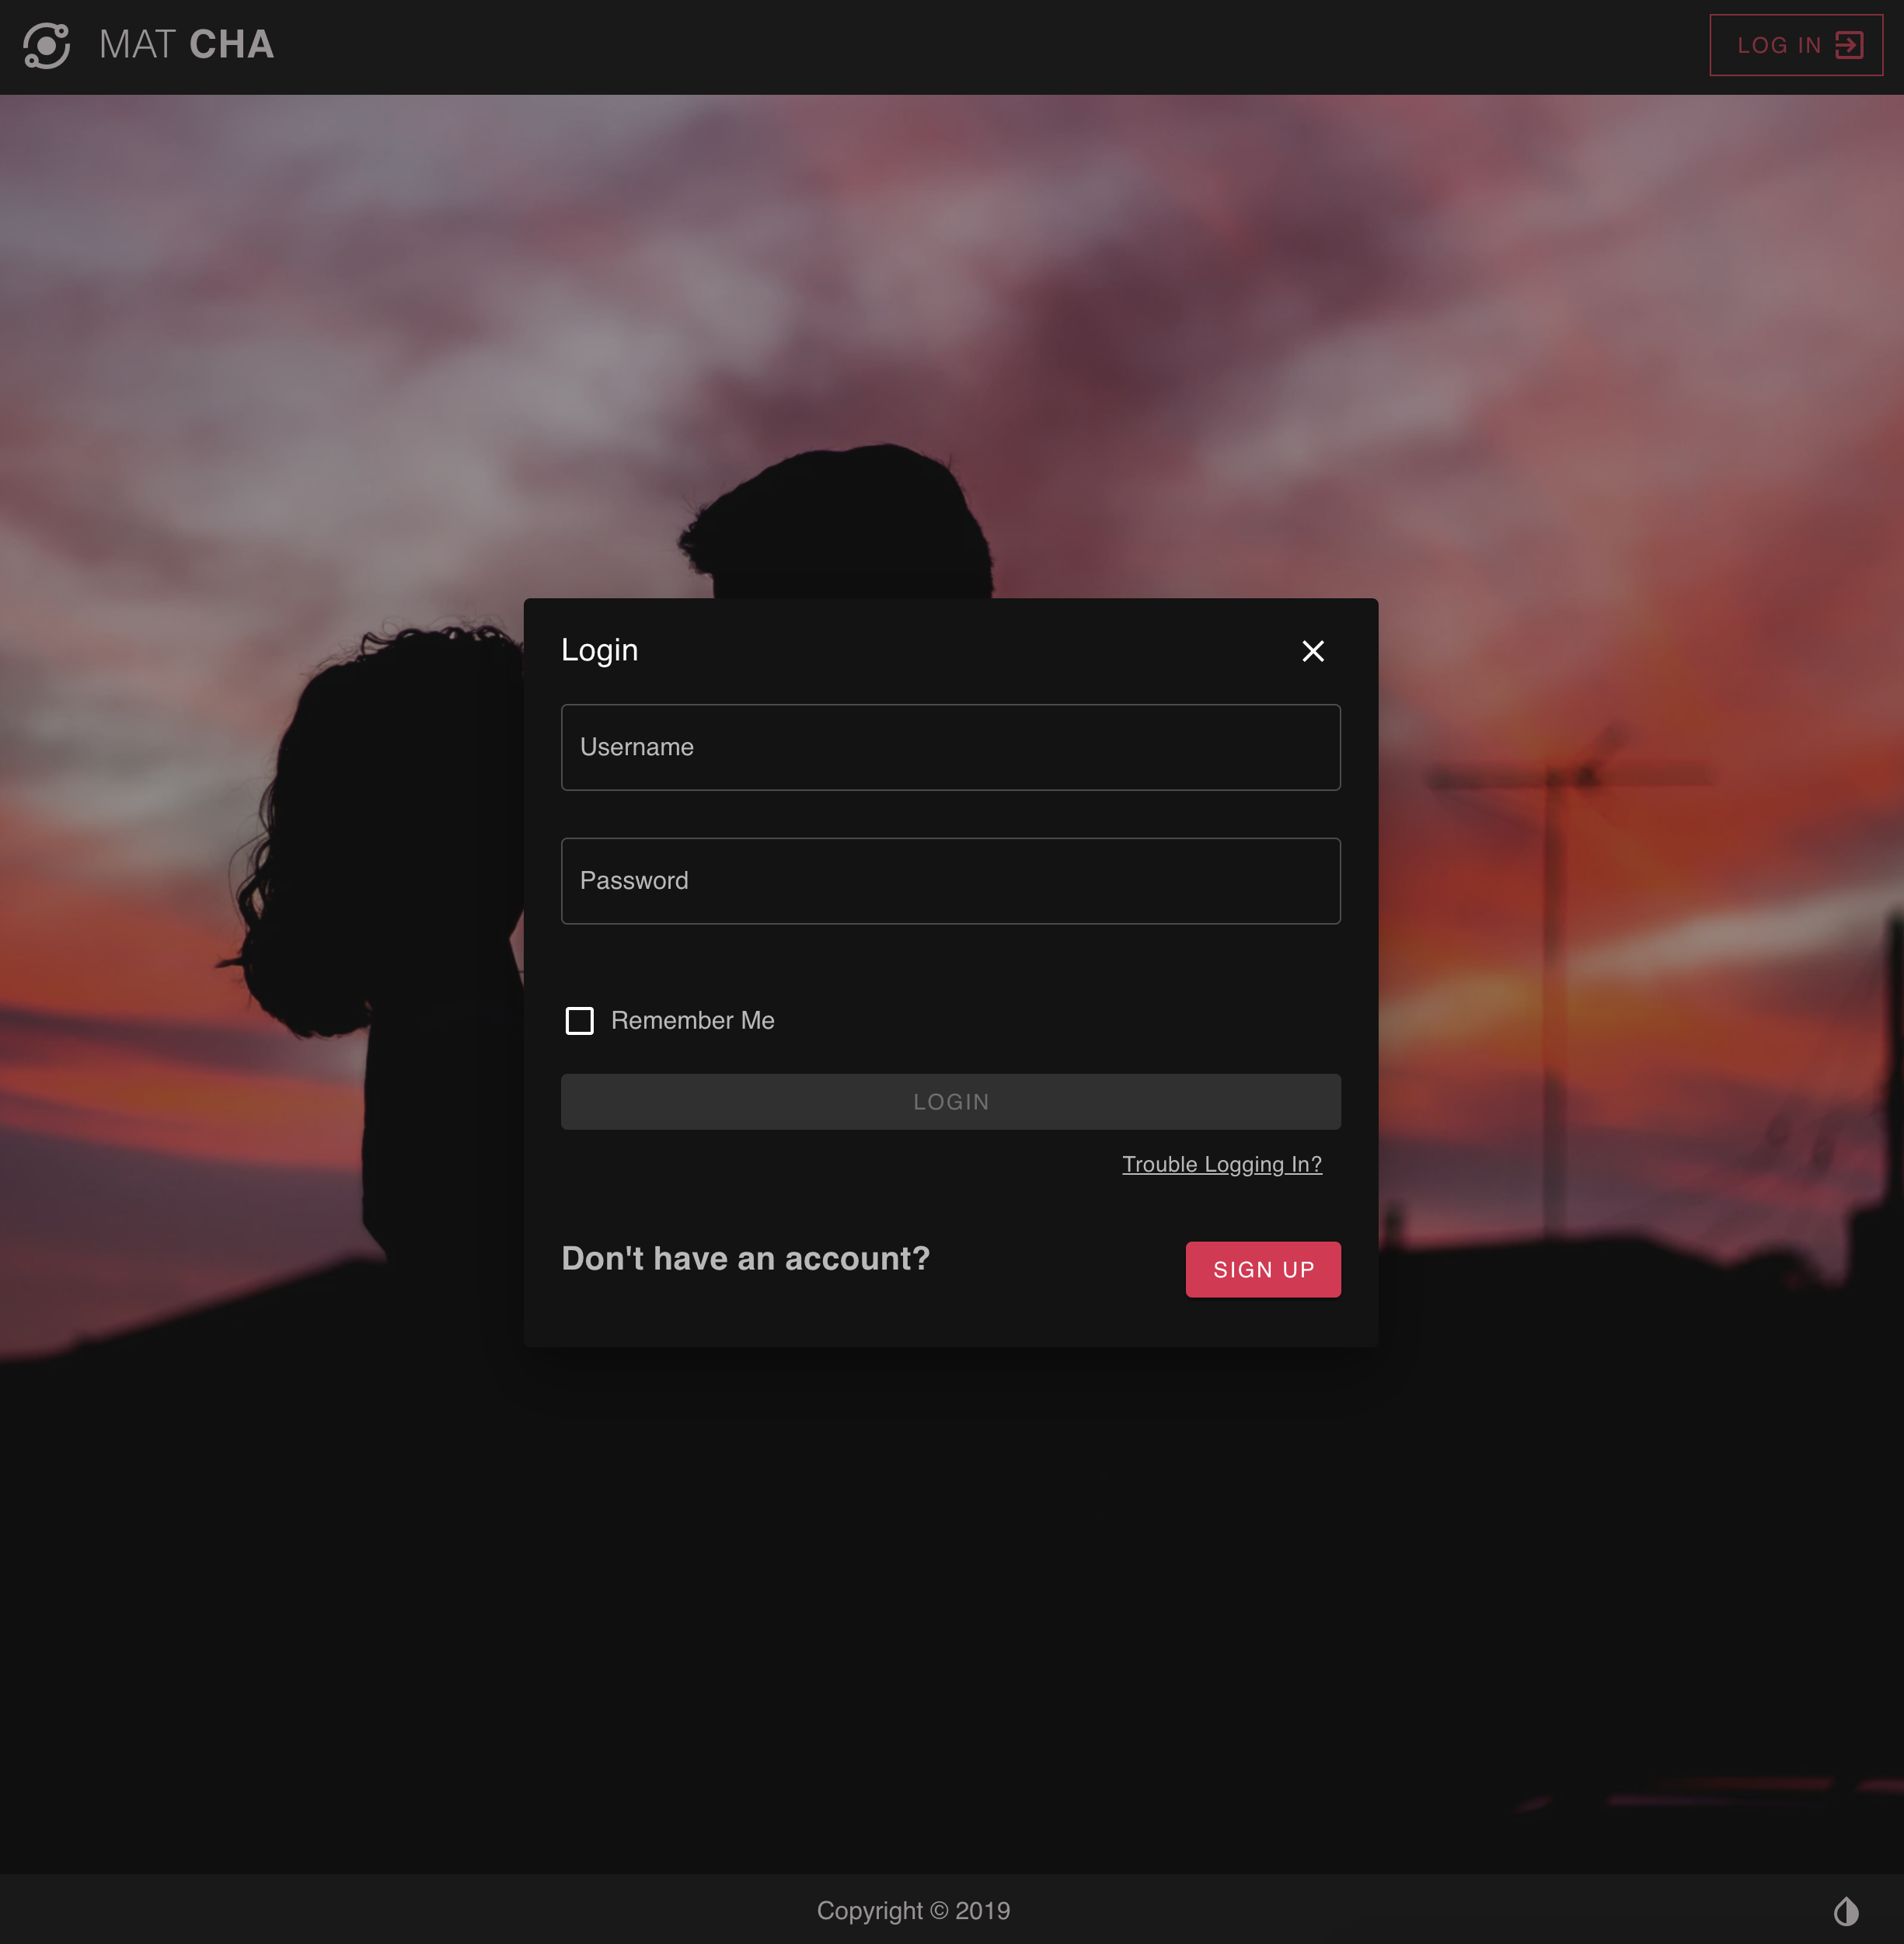 MAT CHA
LOG IN
Login
Username
Password
Remember Me
LOGIN
Trouble Logging In?
Don't have an account?
SIGN UP
Copyright © 2019